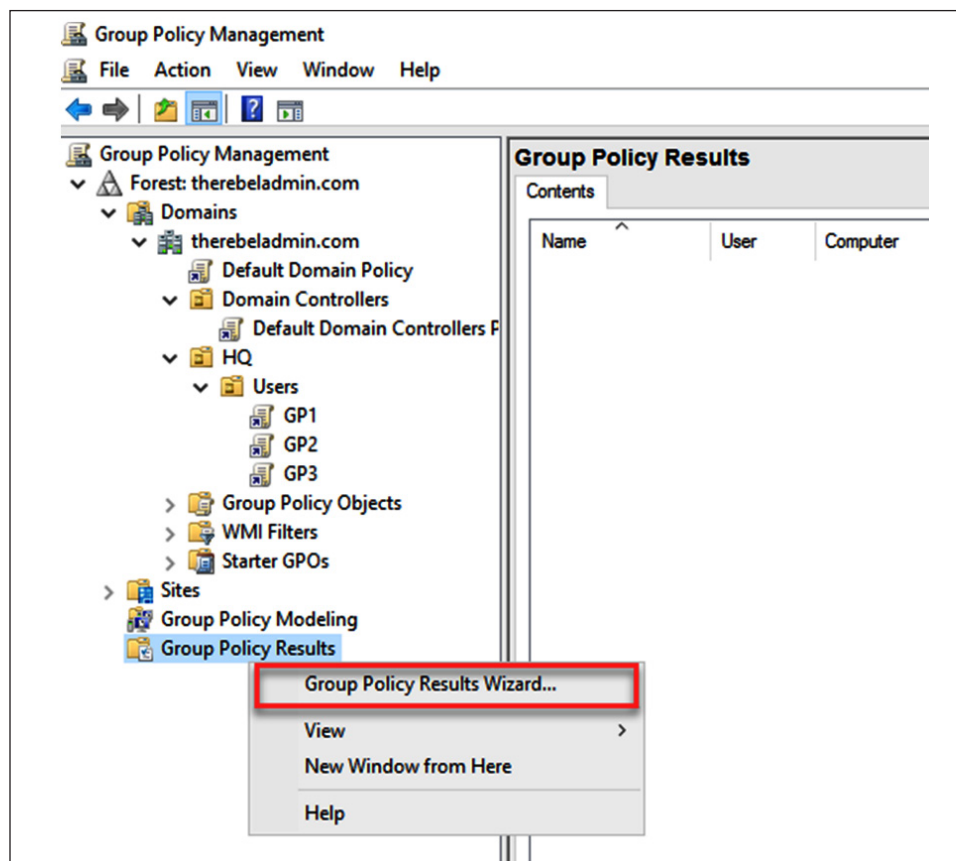 Group Policy Management
File Action View Window Help
Group Policy Management
Forest: therebeladmin.com
Domains
therebeladmin.com
Default Domain Policy
Domain Controllers
Default Domain Controllers P
HQ
Users
GP1
GP2
GP3
Group Policy Objects
WMI Filters
Starter GPOs
Sites
Group Policy Modeling
Group Policy Results
Group Policy Results Wizard...
View
New Window from Here
Help
Group Policy Results
Contents
Name User Computer